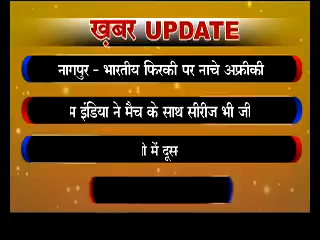 ख़बर UPDATE
नागपुर - भारतीय फिरकी पर नाचे अफ्रीकी
म इंडिया ने मैच के साथ सीरीज भी जी
में दूस